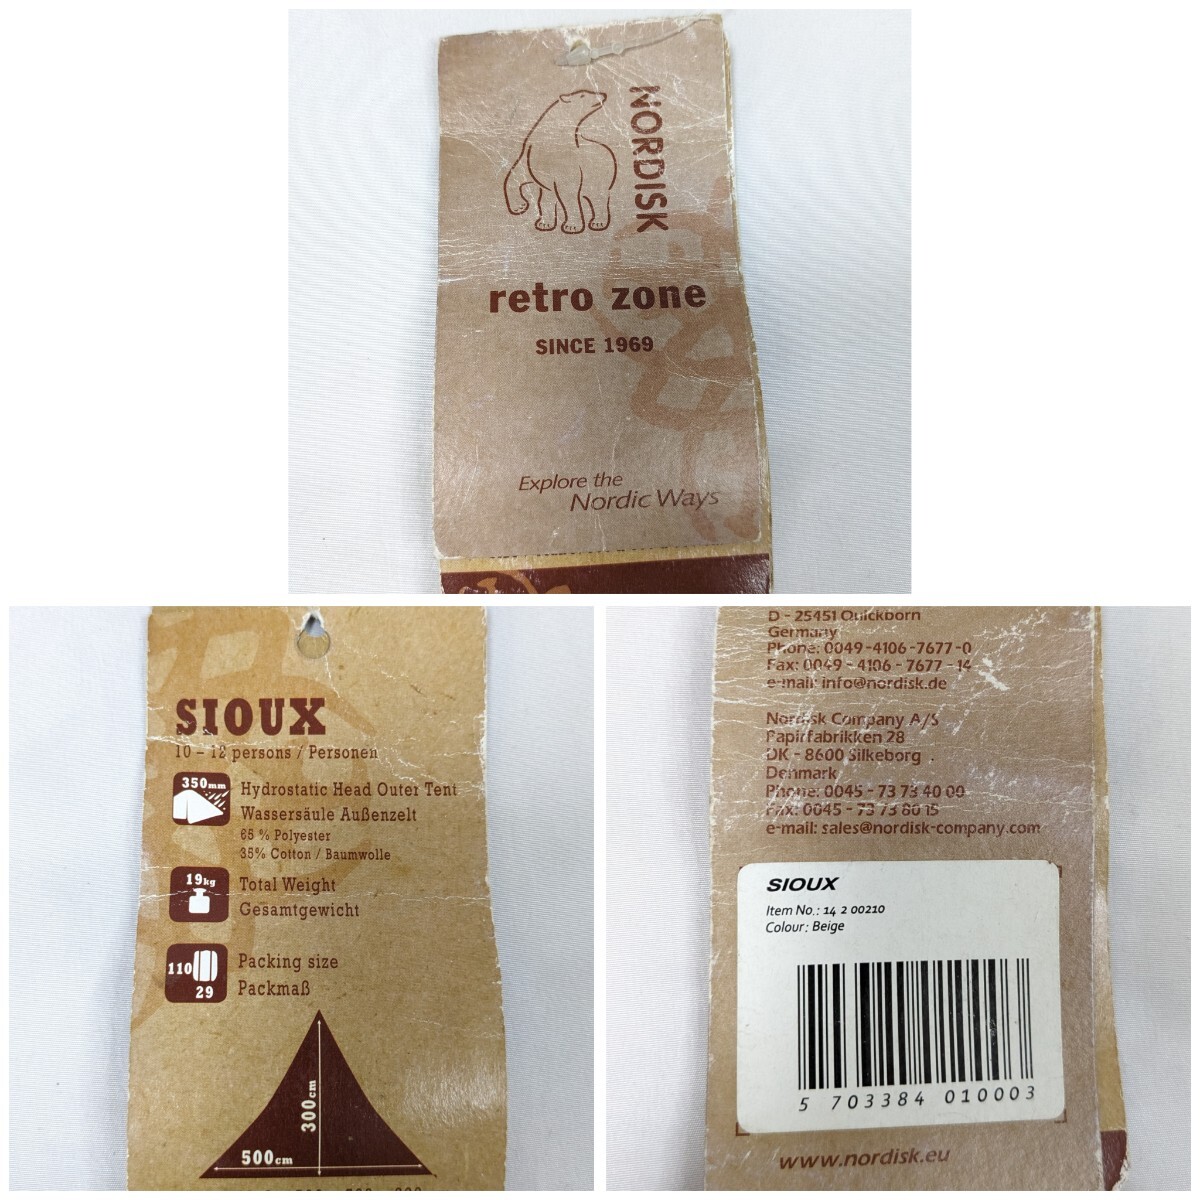 NORDISK
retro zone
SINCE 1969
Explore the
Nordic Ways
SIOUX
10 - 12 persons / Personen
350mm
Hydrostatic Head Outer Tent
Wassersäule Außenzelt
65 % Polyester
35% Cotton / Baumwolle
19kg
Total Weight
Gesamtgewicht
110
29
Packing size
Packmaß
300cm
500cm
D - 25451 Quickborn
Germany
Phone: 0049-4106-7677-0
Fax: 0049 - 4106 - 7677 - 14
e-mail: info@nordisk.de
Nordisk Company A/S
Papirfabrikken 28
DK - 8600 Silkeborg
Denmark
Phone: 0045 - 73 73 40 00
Fax: 0045 - 73 73 80 15
e-mail: sales@nordisk-company.com
SIOUX
Item No.: 14 2 00210
Colour: Beige
5 703384 010003
www.nordisk.eu